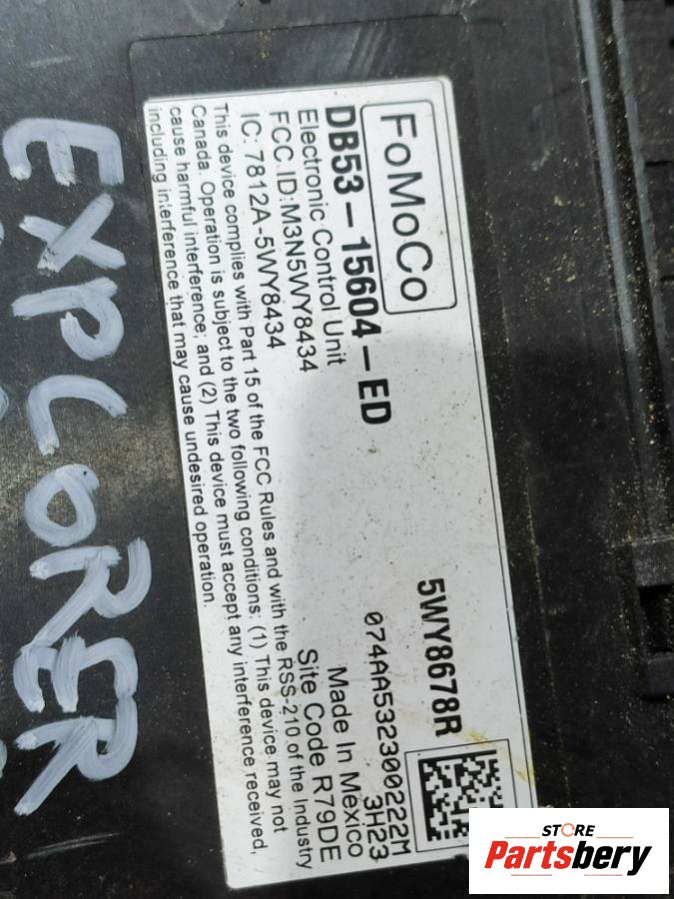 EXPLORER
FoMoCo
DB53-15604-ED
5WY8678R
Electronic Control Unit
074AA532300222M
FCC ID:M3N5WY8434
3H23
IC: 7812A-5WY8434
Made In Mexico
Site Code R79DE
This device complies with Part 15 of the FCC Rules and with the RSS-210 of the Industry
Canada. Operation is subject to the two following conditions: (1) This device may not
cause harmful interference; and (2) This device must accept any interference received,
including interference that may cause undesired operation.
STORE
Partsbery